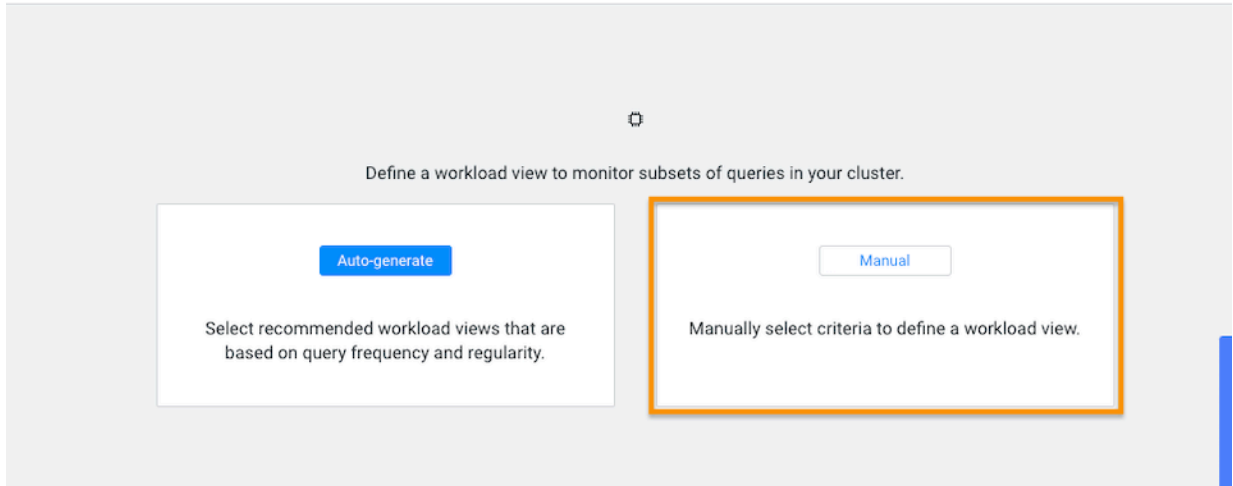 Define a workload view to monitor subsets of queries in your cluster.
Auto-generate
Select recommended workload views that are
based on query frequency and regularity.
Manual
Manually select criteria to define a workload view.